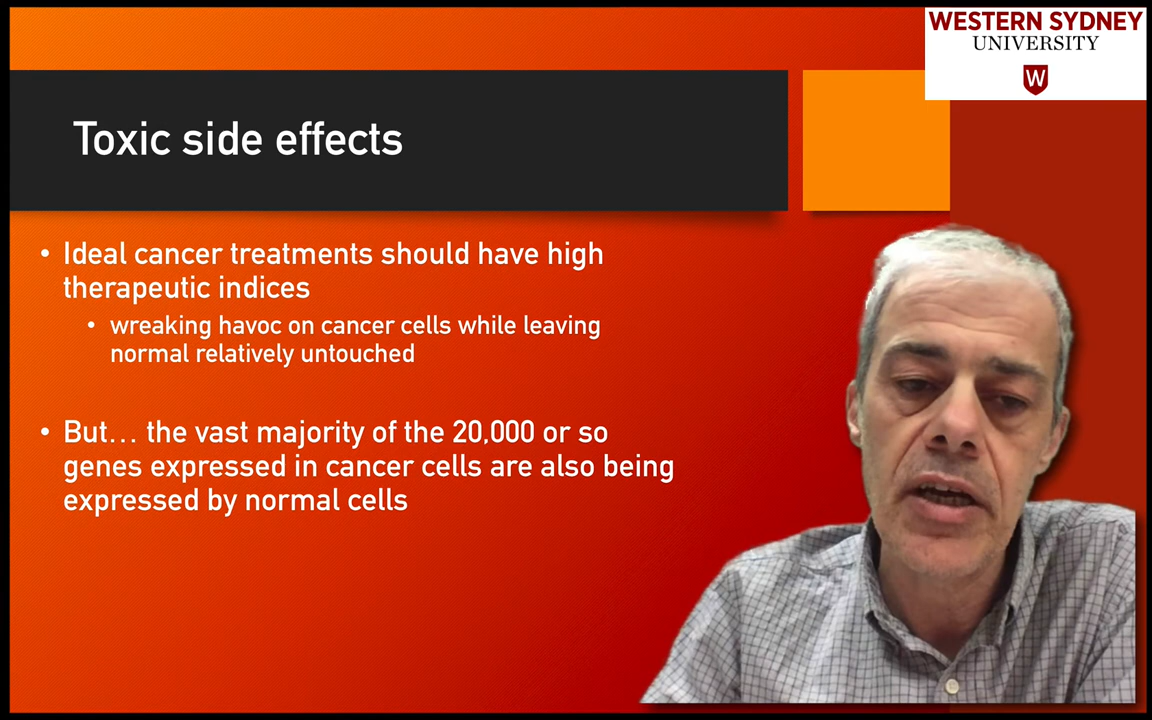 WESTERN SYDNEY
UNIVERSITY
W
Toxic side effects
• Ideal cancer treatments should have high
therapeutic indices
• wreaking havoc on cancer cells while leaving
normal relatively untouched
• But... the vast majority of the 20,000 or so
genes expressed in cancer cells are also being
expressed by normal cells